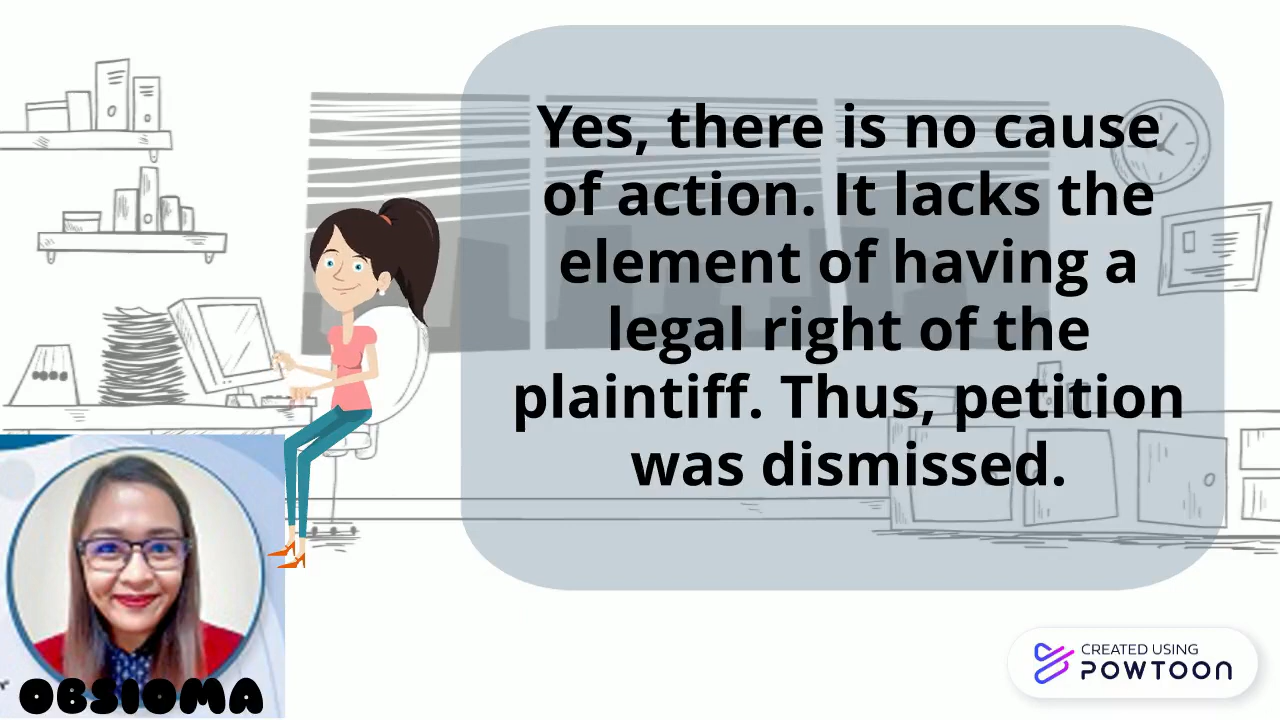 Yes, there is no cause
of action. It lacks the
element of having a
legal right of the
plaintiff. Thus, petition
was dismissed.
OBSIOMA
CREATED USING
POWTOON